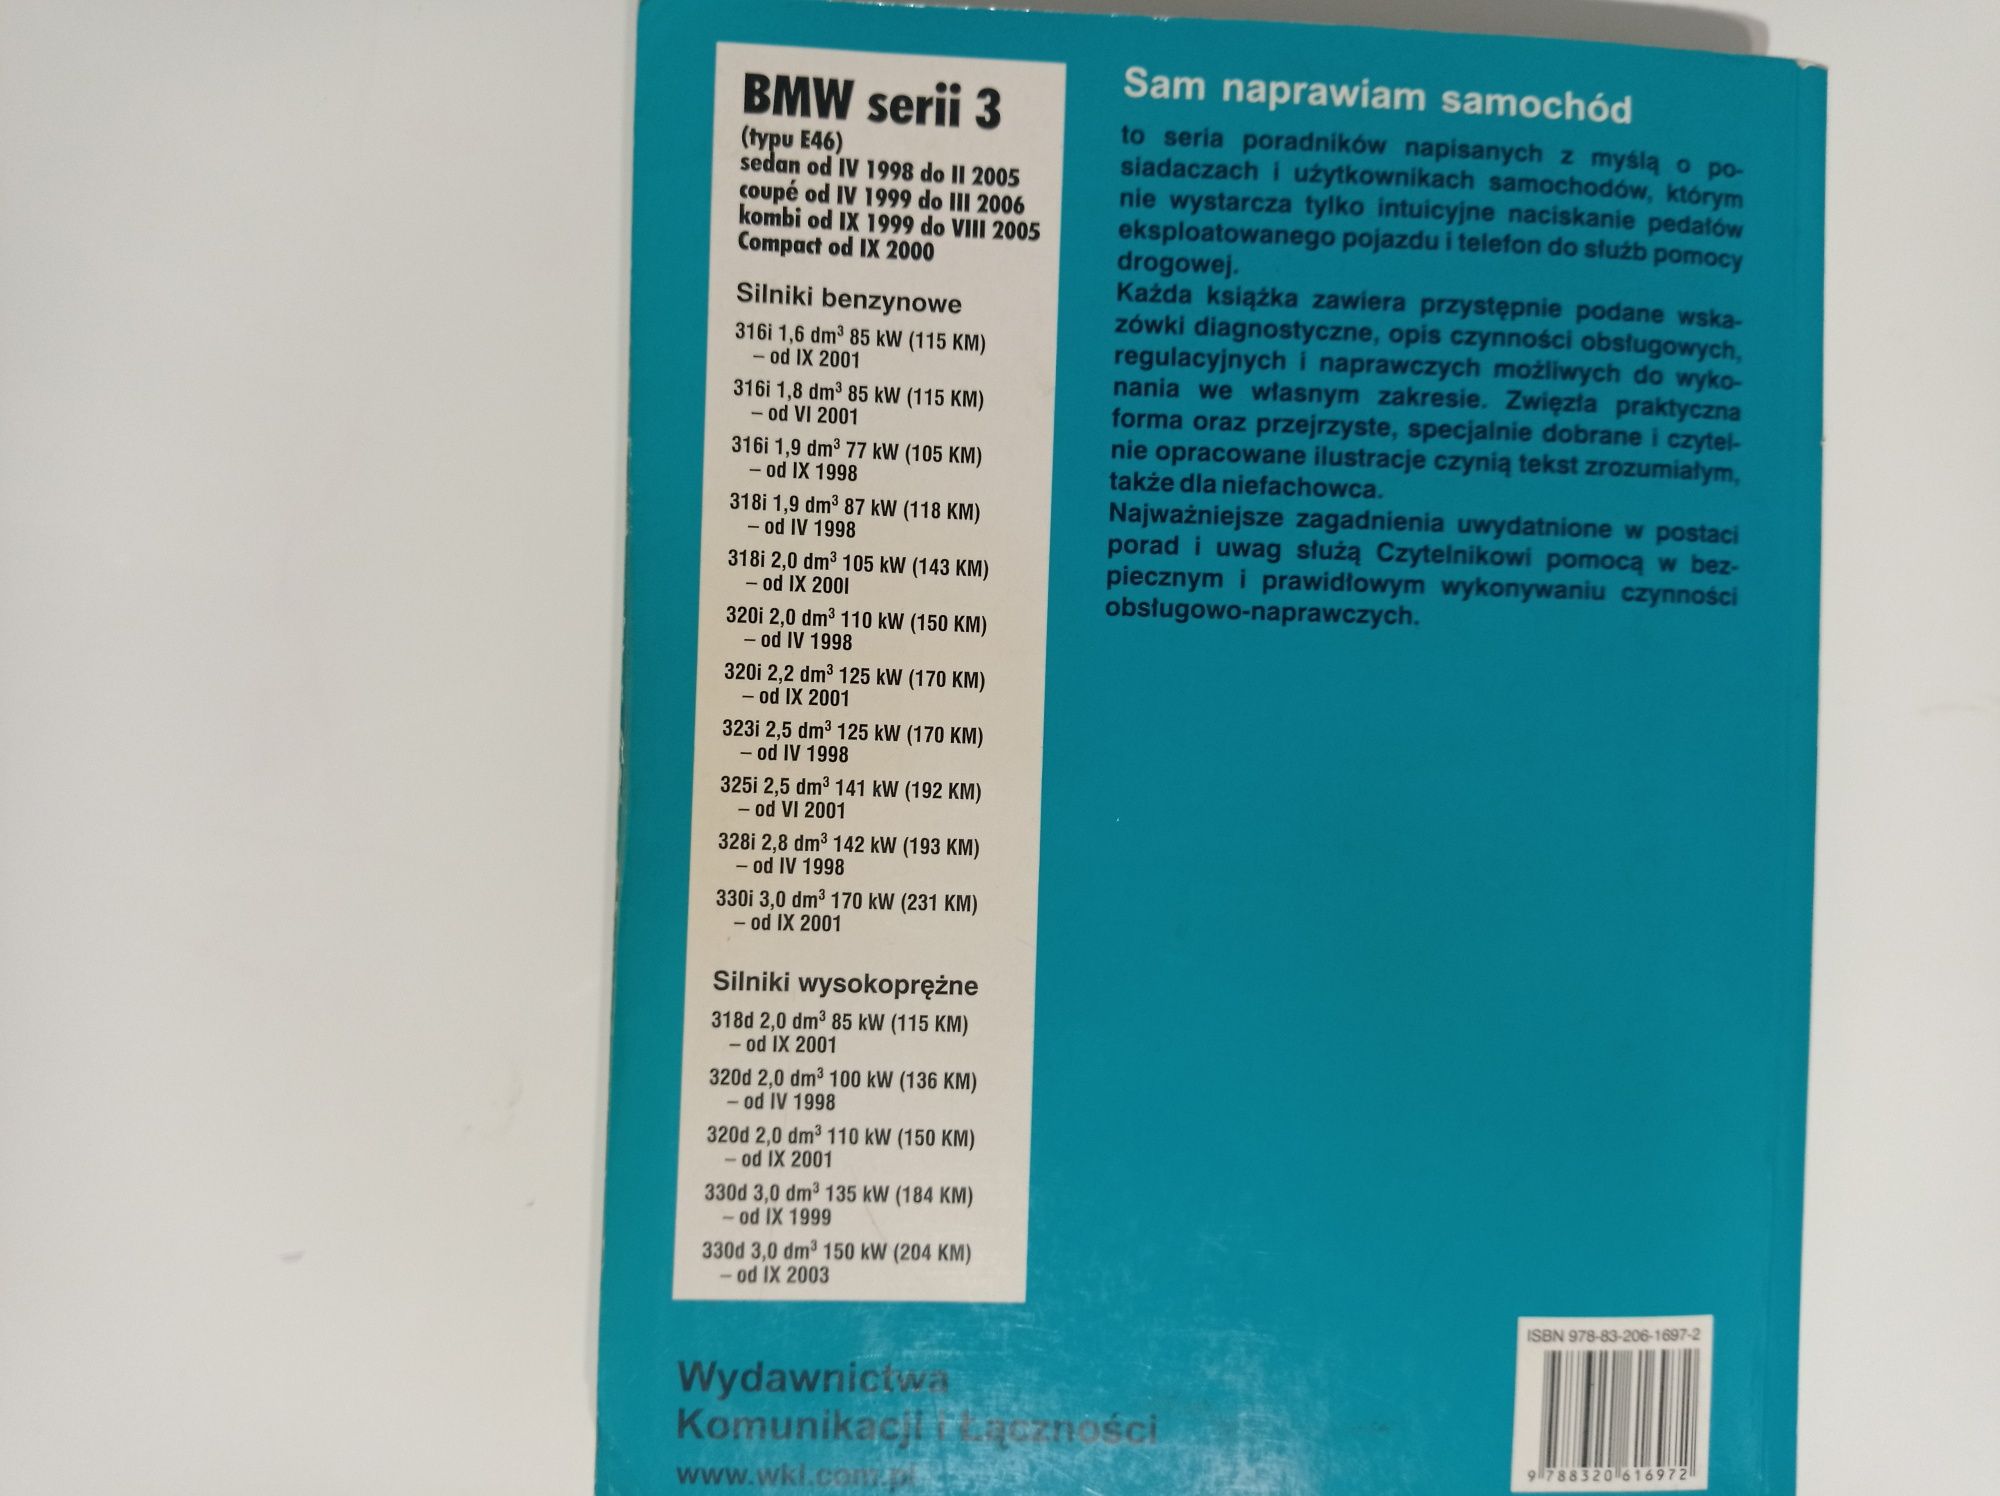 BMW serii 3
(typu E46)
sedan od IV 1998 do II 2005
coupé od IV 1999 do III 2006
kombi od IX 1999 do VIII 2005
Compact od IX 2000
Silniki benzynowe
316i 1,6 dm³ 85 kW (115 KM)
– od IX 2001
316i 1,8 dm³ 85 kW (115 KM)
– od VI 2001
316i 1,9 dm³ 77 kW (105 KM)
– od IX 1998
318i 1,9 dm³ 87 kW (118 KM)
– od IV 1998
318i 2,0 dm³ 105 kW (143 KM)
– od IX 200l
320i 2,0 dm³ 110 kW (150 KM)
– od IV 1998
320i 2,2 dm³ 125 kW (170 KM)
– od IX 2001
323i 2,5 dm³ 125 kW (170 KM)
– od IV 1998
325i 2,5 dm³ 141 kW (192 KM)
– od VI 2001
328i 2,8 dm³ 142 kW (193 KM)
– od IV 1998
330i 3,0 dm³ 170 kW (231 KM)
– od IX 2001
Silniki wysokoprężne
318d 2,0 dm³ 85 kW (115 KM)
– od IX 2001
320d 2,0 dm³ 100 kW (136 KM)
– od IV 1998
320d 2,0 dm³ 110 kW (150 KM)
– od IX 2001
330d 3,0 dm³ 135 kW (184 KM)
– od IX 1999
330d 3,0 dm³ 150 kW (204 KM)
– od IX 2003
Sam naprawiam samochód
to seria poradników napisanych z myślą o po-
siadaczach i użytkownikach samochodów, którym
nie wystarcza tylko intuicyjne naciskanie pedałów
eksploatowanego pojazdu i telefon do służb pomocy
drogowej.
Każda książka zawiera przystępnie podane wska-
zówki diagnostyczne, opis czynności obsługowych,
regulacyjnych i naprawczych możliwych do wyko-
nania we własnym zakresie. Zwięzła praktyczna
forma oraz przejrzyste, specjalnie dobrane i czytel-
nie opracowane ilustracje czynią tekst zrozumiałym,
także dla niefachowca.
Najważniejsze zagadnienia uwydatnione w postaci
porad i uwag służą Czytelnikowi pomocą w bez-
piecznym i prawidłowym wykonywaniu czynności
obsługowo-naprawczych.
Wydawnictwa
Komunikacji i Łączności
www.wkl.com.pl
ISBN 978-83-206-1697-2
9 788320 616972